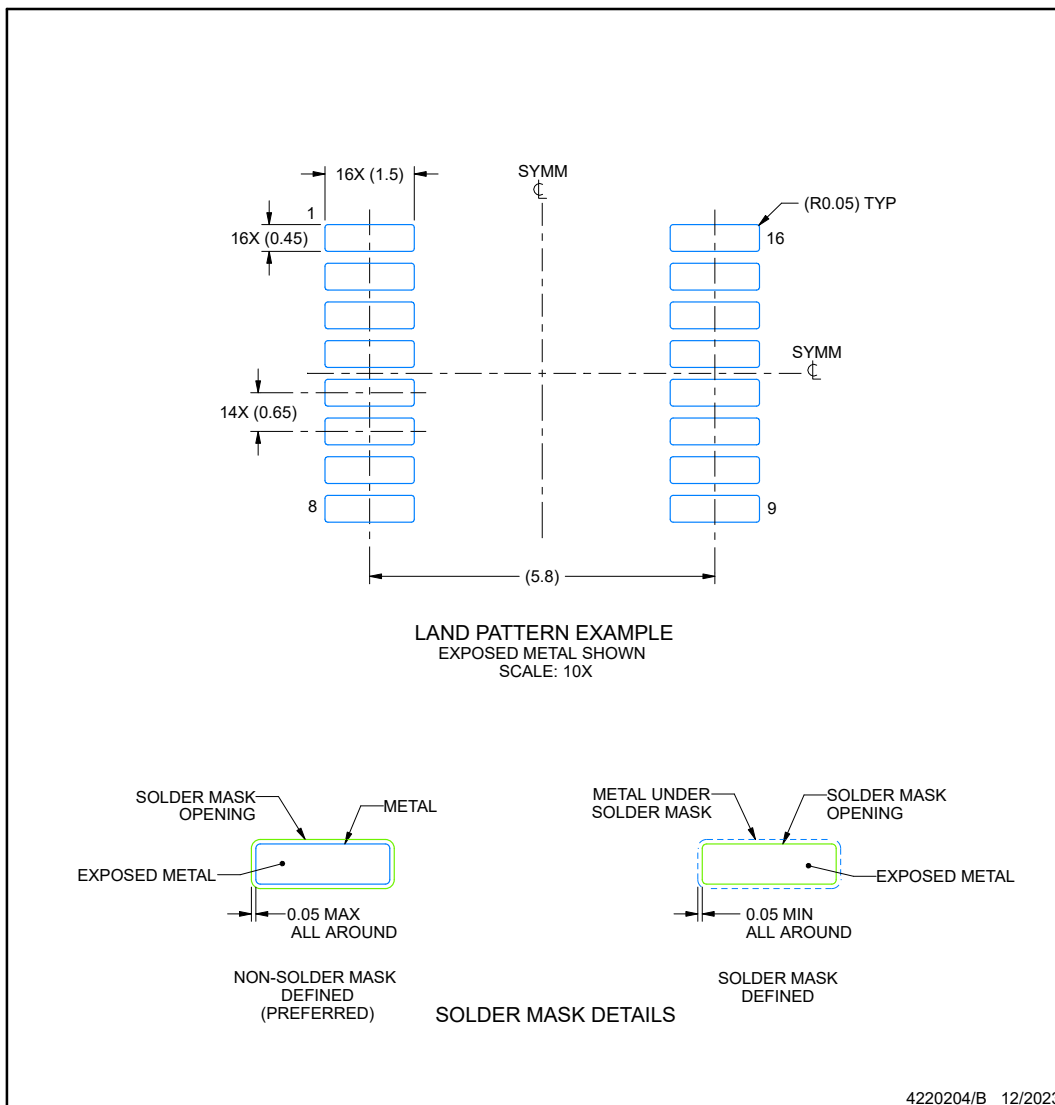 16X (1.5)
SYMM
℄
(R0.05) TYP
1
16
16X (0.45)
SYMM
℄
14X (0.65)
8
9
(5.8)
LAND PATTERN EXAMPLE
EXPOSED METAL SHOWN
SCALE: 10X
SOLDER MASK
OPENING
METAL
EXPOSED METAL
0.05 MAX
ALL AROUND
NON-SOLDER MASK
DEFINED
(PREFERRED)
METAL UNDER
SOLDER MASK
SOLDER MASK
OPENING
EXPOSED METAL
0.05 MIN
ALL AROUND
SOLDER MASK
DEFINED
SOLDER MASK DETAILS
4220204/B 12/2023